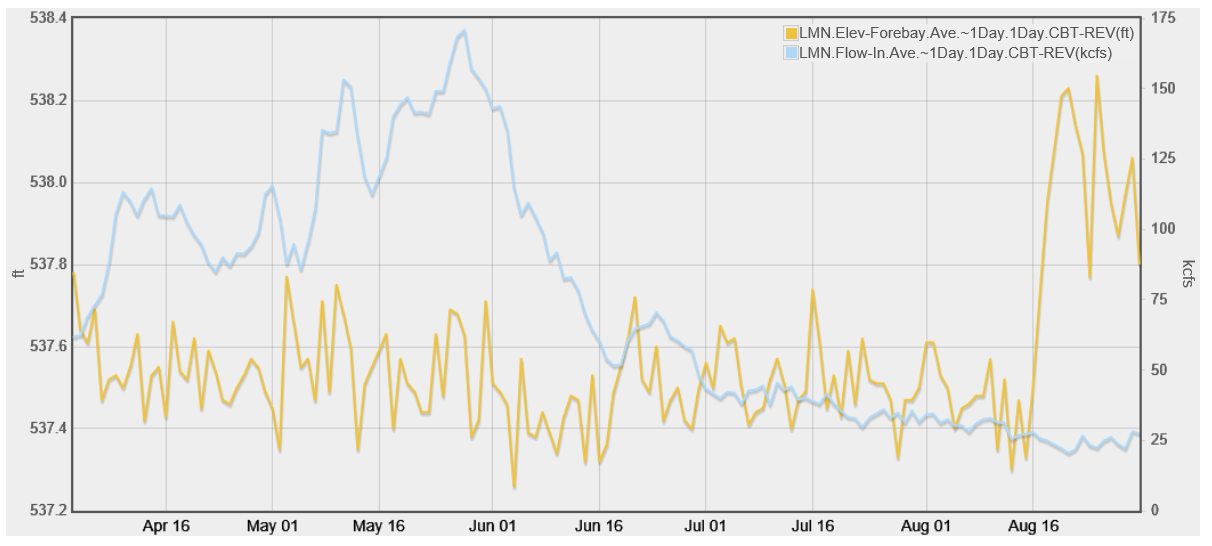 538.4
538.2
538.0
537.8
537.6
537.4
537.2
ft
LMN.Elev-Forebay.Ave.~1Day.1Day.CBT-REV(ft)
LMN.Flow-In.Ave.~1Day.1Day.CBT-REV(kcfs)
175
150
125
100
75
50
25
0
kcfs
Apr 16
May 01
May 16
Jun 01
Jun 16
Jul 01
Jul 16
Aug 01
Aug 16